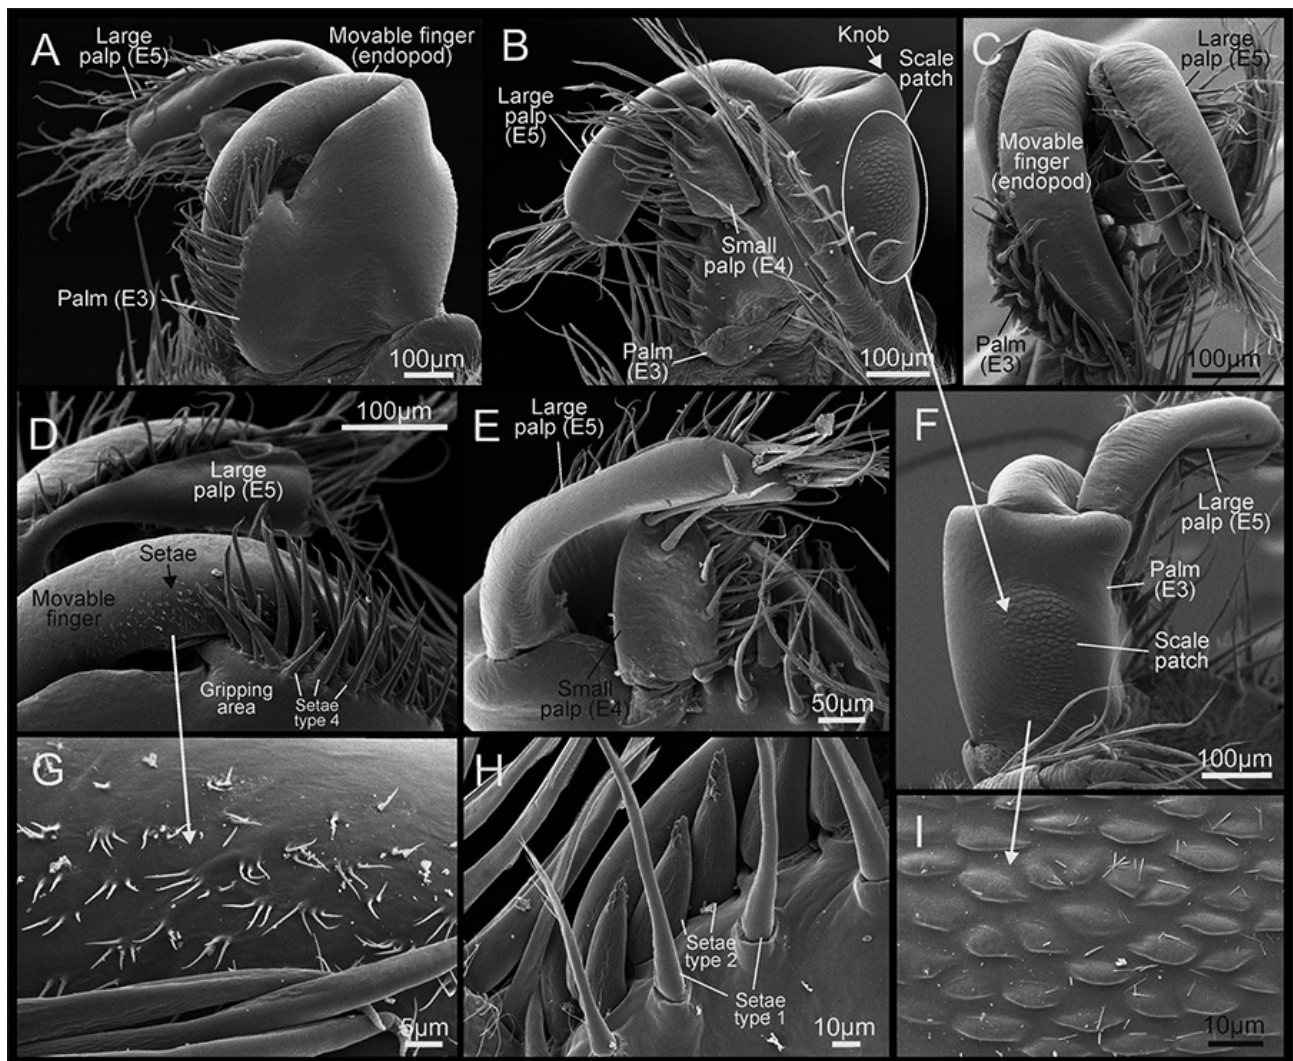 A
Large
palp (E5)
Movable finger
(endopod)
Palm (E3)
100µm
B
Knob
Scale
patch
Large
palp
(E5)
Small
palp (E4)
Palm
(E3)
100µm
C
Large
palp
(E5)
Movable
finger
(endopod)
Palm
(E3)
100µm
D
100µm
Large
palp (E5)
Setae
Movable
finger
Gripping
area
Setae
type 4
E
Large
palp (E5)
Small
palp (E4)
50µm
F
Large
palp (E5)
Palm
(E3)
Scale
patch
100µm
G
5µm
H
Setae
type 2
Setae
type 1
10µm
I
10µm